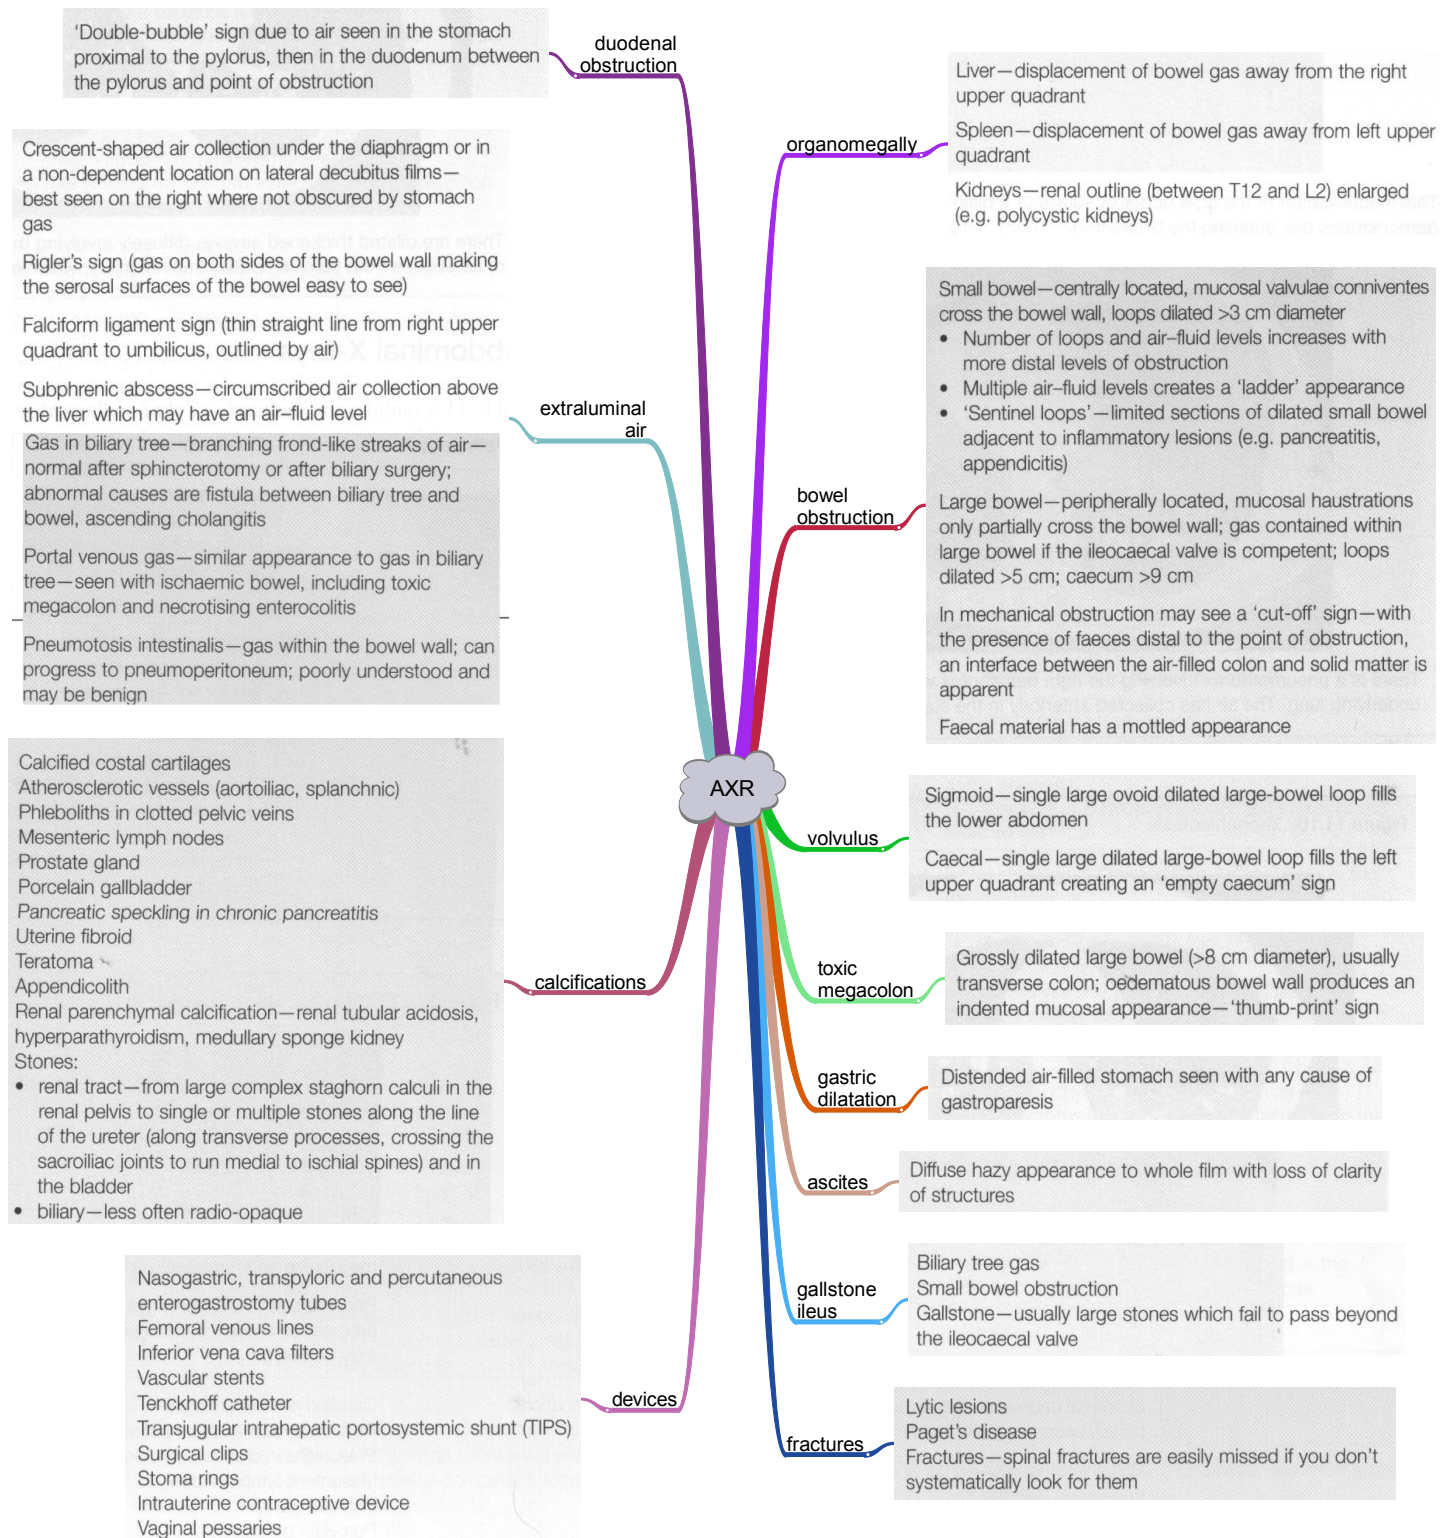 'Double-bubble' sign due to air seen in the stomach
proximal to the pylorus, then in the duodenum between
the pylorus and point of obstruction
duodenal
obstruction
Crescent-shaped air collection under the diaphragm or in
a non-dependent location on lateral decubitus films—
best seen on the right where not obscured by stomach
gas
Rigler's sign (gas on both sides of the bowel wall making
the serosal surfaces of the bowel easy to see)
Falciform ligament sign (thin straight line from right upper
quadrant to umbilicus, outlined by air)
Subphrenic abscess—circumscribed air collection above
the liver which may have an air–fluid level
Gas in biliary tree—branching frond-like streaks of air—
normal after sphincterotomy or after biliary surgery;
abnormal causes are fistula between biliary tree and
bowel, ascending cholangitis
Portal venous gas—similar appearance to gas in biliary
tree—seen with ischaemic bowel, including toxic
megacolon and necrotising enterocolitis
Pneumotosis intestinalis—gas within the bowel wall; can
progress to pneumoperitoneum; poorly understood and
may be benign
extraluminal
air
Calcified costal cartilages
Atherosclerotic vessels (aortoiliac, splanchnic)
Phleboliths in clotted pelvic veins
Mesenteric lymph nodes
Prostate gland
Porcelain gallbladder
Pancreatic speckling in chronic pancreatitis
Uterine fibroid
Teratoma
Appendicolith
Renal parenchymal calcification—renal tubular acidosis,
hyperparathyroidism, medullary sponge kidney
Stones:
• renal tract—from large complex staghorn calculi in the
renal pelvis to single or multiple stones along the line
of the ureter (along transverse processes, crossing the
sacroiliac joints to run medial to ischial spines) and in
the bladder
• biliary—less often radio-opaque
calcifications
Nasogastric, transpyloric and percutaneous
enterogastrostomy tubes
Femoral venous lines
Inferior vena cava filters
Vascular stents
Tenckhoff catheter
Transjugular intrahepatic portosystemic shunt (TIPS)
Surgical clips
Stoma rings
Intrauterine contraceptive device
Vaginal pessaries
devices
AXR
organomegally
Liver—displacement of bowel gas away from the right
upper quadrant
Spleen—displacement of bowel gas away from left upper
quadrant
Kidneys—renal outline (between T12 and L2) enlarged
(e.g. polycystic kidneys)
bowel
obstruction
Small bowel—centrally located, mucosal valvulae conniventes
cross the bowel wall, loops dilated >3 cm diameter
• Number of loops and air–fluid levels increases with
more distal levels of obstruction
• Multiple air–fluid levels creates a 'ladder' appearance
• 'Sentinel loops'—limited sections of dilated small bowel
adjacent to inflammatory lesions (e.g. pancreatitis,
appendicitis)
Large bowel—peripherally located, mucosal haustrations
only partially cross the bowel wall; gas contained within
large bowel if the ileocaecal valve is competent; loops
dilated >5 cm; caecum >9 cm
In mechanical obstruction may see a 'cut-off' sign—with
the presence of faeces distal to the point of obstruction,
an interface between the air-filled colon and solid matter is
apparent
Faecal material has a mottled appearance
volvulus
Sigmoid—single large ovoid dilated large-bowel loop fills
the lower abdomen
Caecal—single large dilated large-bowel loop fills the left
upper quadrant creating an 'empty caecum' sign
toxic
megacolon
Grossly dilated large bowel (>8 cm diameter), usually
transverse colon; oedematous bowel wall produces an
indented mucosal appearance—'thumb-print' sign
gastric
dilatation
Distended air-filled stomach seen with any cause of
gastroparesis
ascites
Diffuse hazy appearance to whole film with loss of clarity
of structures
gallstone
ileus
Biliary tree gas
Small bowel obstruction
Gallstone—usually large stones which fail to pass beyond
the ileocaecal valve
fractures
Lytic lesions
Paget's disease
Fractures—spinal fractures are easily missed if you don't
systematically look for them